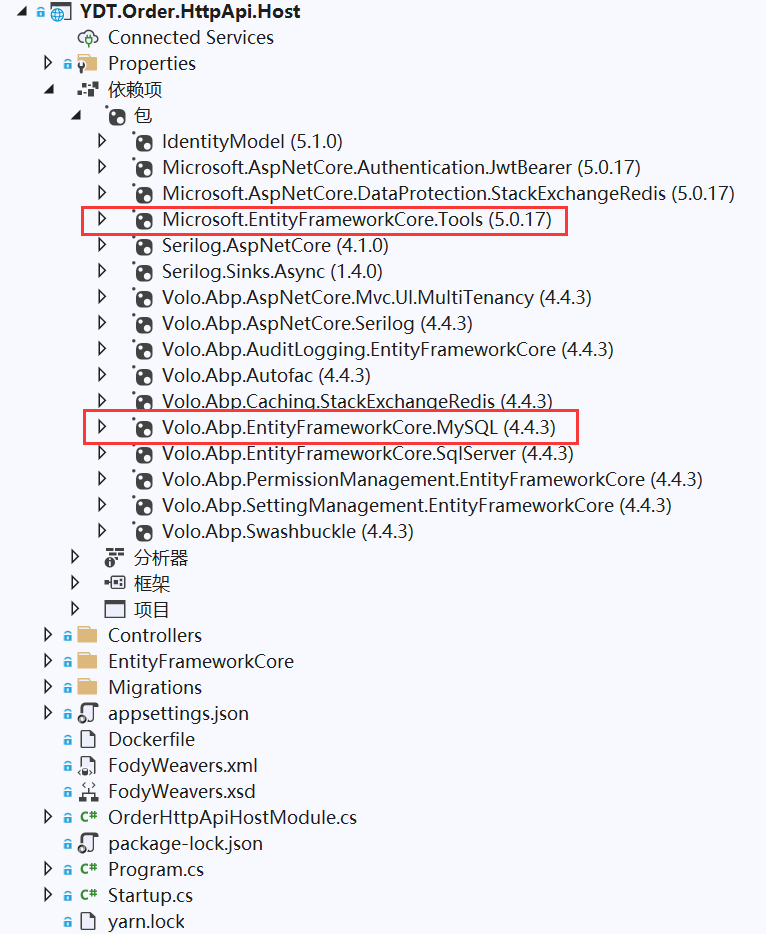 YDT.Order.HttpApi.Host
Connected Services
Properties
依赖项
包
IdentityModel (5.1.0)
Microsoft.AspNetCore.Authentication.JwtBearer (5.0.17)
Microsoft.AspNetCore.DataProtection.StackExchangeRedis (5.0.17)
Microsoft.EntityFrameworkCore.Tools (5.0.17)
Serilog.AspNetCore (4.1.0)
Serilog.Sinks.Async (1.4.0)
Volo.Abp.AspNetCore.Mvc.UI.MultiTenancy (4.4.3)
Volo.Abp.AspNetCore.Serilog (4.4.3)
Volo.Abp.AuditLogging.EntityFrameworkCore (4.4.3)
Volo.Abp.Autofac (4.4.3)
Volo.Abp.Caching.StackExchangeRedis (4.4.3)
Volo.Abp.EntityFrameworkCore.MySQL (4.4.3)
Volo.Abp.EntityFrameworkCore.SqlServer (4.4.3)
Volo.Abp.PermissionManagement.EntityFrameworkCore (4.4.3)
Volo.Abp.SettingManagement.EntityFrameworkCore (4.4.3)
Volo.Abp.Swashbuckle (4.4.3)
分析器
框架
项目
Controllers
EntityFrameworkCore
Migrations
appsettings.json
Dockerfile
FodyWeavers.xml
FodyWeavers.xsd
C# OrderHttpApiHostModule.cs
package-lock.json
C# Program.cs
C# Startup.cs
yarn.lock